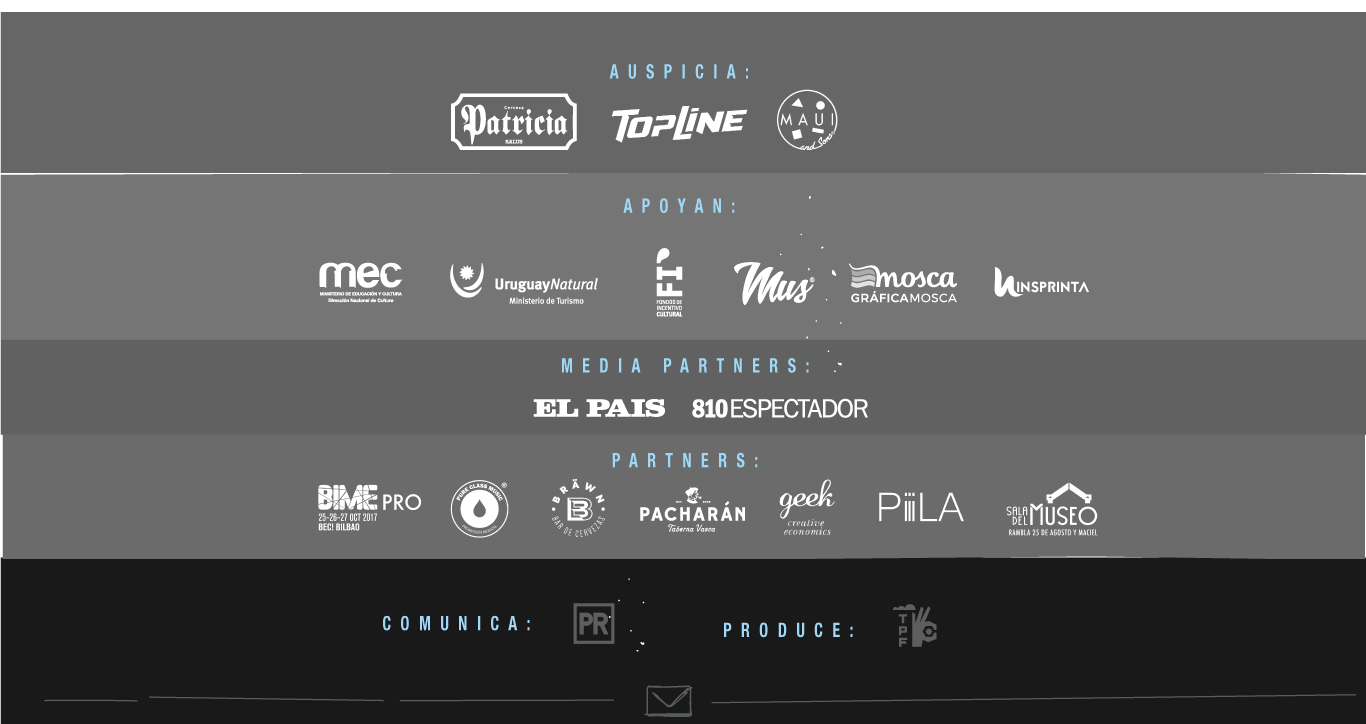 AUSPICIA:
Cerveza
Patricia
SALUS
TOPLINE
MAUI
and Sons
APOYAN:
mec
MINISTERIO DE EDUCACIÓN Y CULTURA
Dirección Nacional de Cultura
UruguayNatural
Ministerio de Turismo
FI
FONDOS DE
INCENTIVO
CULTURAL
Mus®
mosca
GRÁFICAMOSCA
INSPRINTA
MEDIA PARTNERS:
EL PAIS
810ESPECTADOR
PARTNERS:
BIME PRO
25-26-27 OCT 2017
BEC! BILBAO
PURE CLASS MUSIC
®
BRÄWN
B
BAR DE CERVEZAS
PACHARÁN
Taberna Vasca
geek
creative
economics
PiiLA
SALA
DEL MUSEO
RAMBLA 25 DE AGOSTO Y MACIEL
COMUNICA:
PR
PRODUCE:
TPF